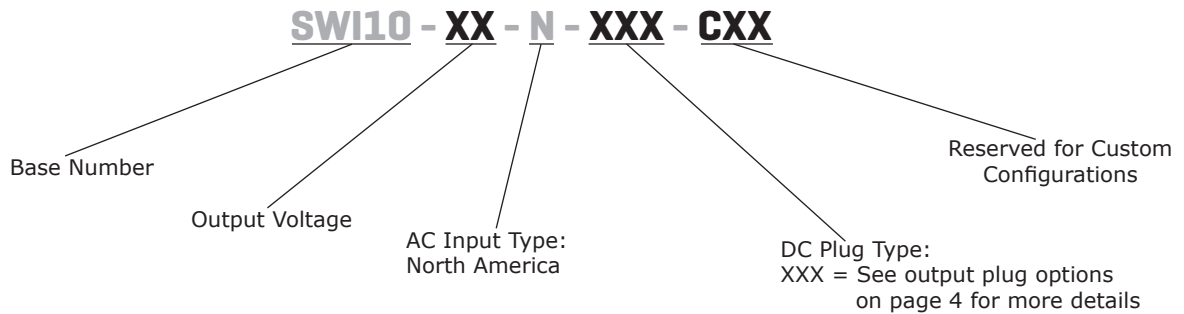 SWI10 - XX - N - XXX - CXX
Base Number
Output Voltage
AC Input Type:
North America
DC Plug Type:
XXX = See output plug options
on page 4 for more details
Reserved for Custom
Configurations